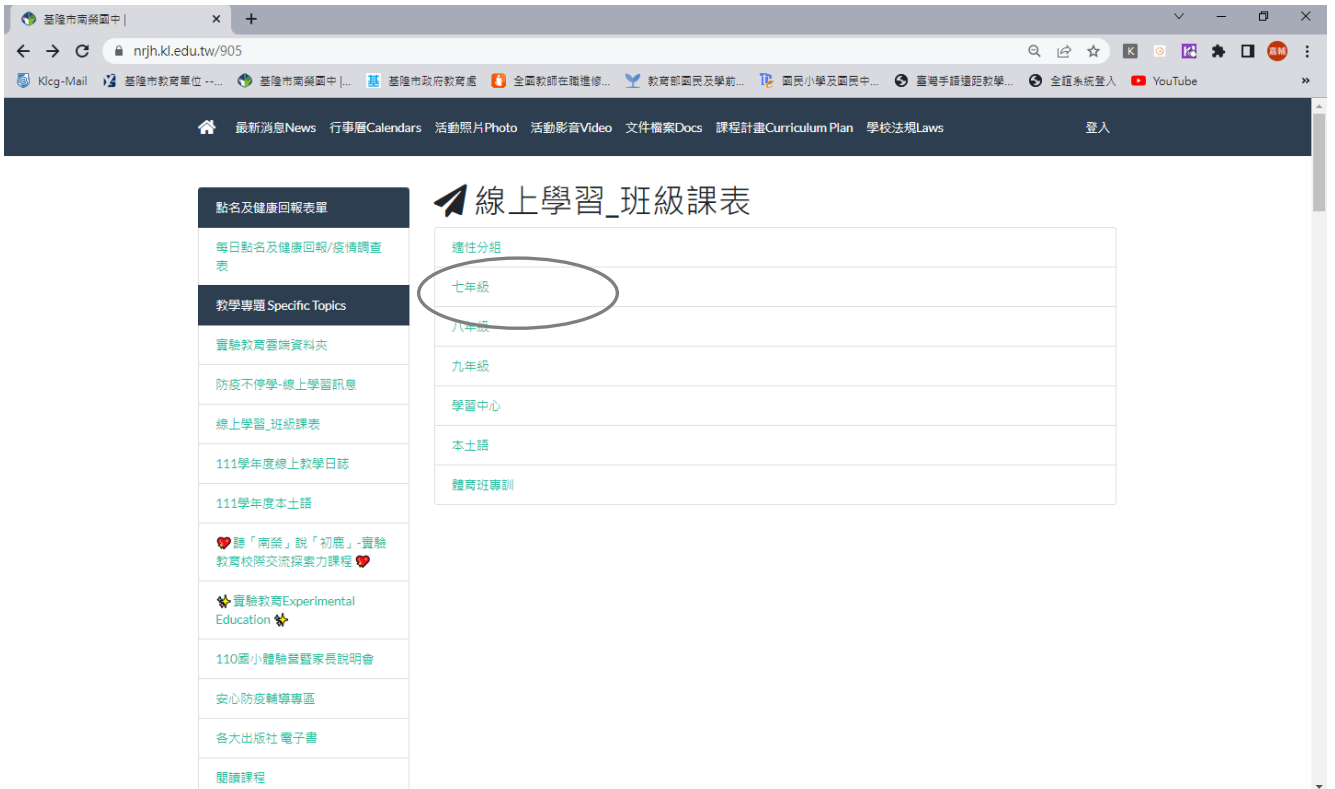 基隆市南榮國中 |
nrjh.kl.edu.tw/905
K
嘉幀
Klcg-Mail
基隆市教育單位 --...
基隆市南榮國中 |...
基 基隆市政府教育處
全國教師在職進修...
教育部國民及學前...
國民小學及國民中...
臺灣手語遠距教學...
全誼系統登入
YouTube
»
最新消息News 行事曆Calendars 活動照片Photo 活動影音Video 文件檔案Docs 課程計畫Curriculum Plan 學校法規Laws 登入
點名及健康回報表單
每日點名及健康回報/疫情調查
表
教學專題 Specific Topics
實驗教育雲端資料夾
防疫不停學-線上學習訊息
線上學習_班級課表
111學年度線上教學日誌
111學年度本土語
聽「南榮」說「初鹿」-實驗
教育校際交流探索力課程
實驗教育Experimental
Education
110國小體驗營暨家長說明會
安心防疫輔導專區
各大出版社 電子書
閱讀課程
線上學習_班級課表
適性分組
七年級
八年級
九年級
學習中心
本土語
體育班專訓